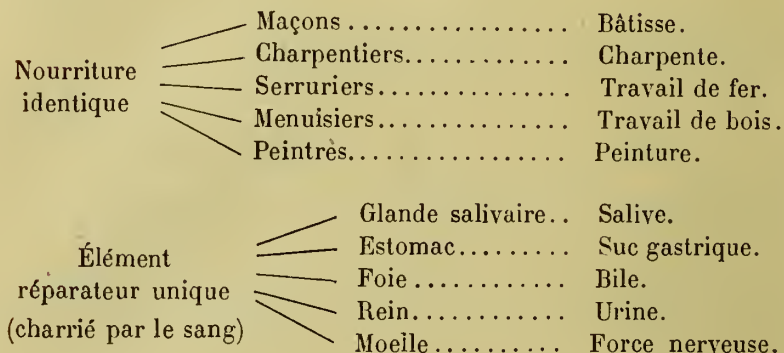 Maçons ................. Bâtisse.
Charpentiers............. Charpente.
Nourriture
identique
Serruriers............... Travail de fer.
Menuisiers............... Travail de bois.
Peintrès................. Peinture.
Glande salivaire.. Salive.
Estomac......... Suc gastrique.
Élément
réparateur unique
(charrié par le sang)
Foie ............ Bile.
Rein ............ Urine.
Moelle.......... Force nerveuse.